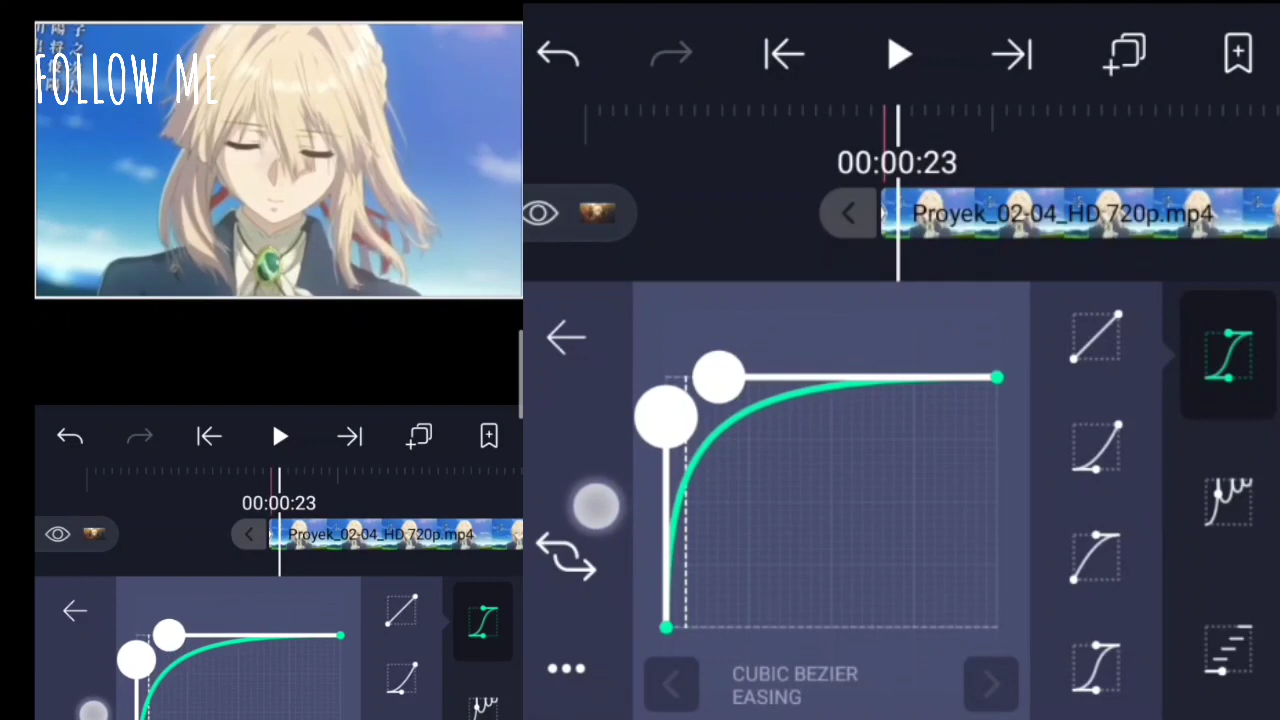 FOLLOW ME
00:00:23
Proyek_02-04_HD 720p.mp4
00:00:23
Proyek_02-04_HD 720p.mp4
CUBIC BEZIER
EASING